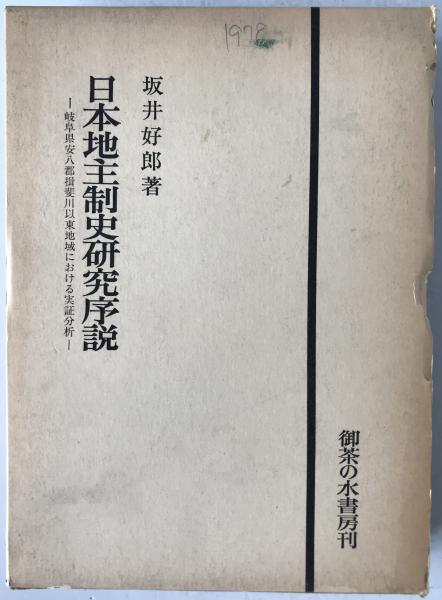 1978
坂井好郎著
日本地主制史研究序説
―岐阜県安八郡揖斐川以東地域における実証分析―
御茶の水書房刊